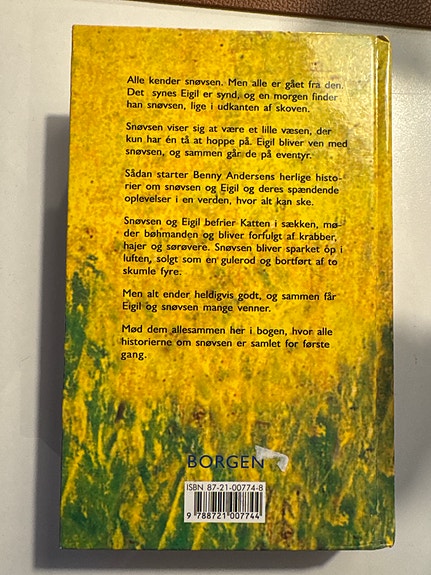 Alle kender snøvsen. Men alle er gået fra den.
Det synes Eigil er synd, og en morgen finder
han snøvsen, lige i udkanten af skoven.
Snøvsen viser sig at være et lille væsen, der
kun har én tå at hoppe på. Eigil bliver ven med
snøvsen, og sammen går de på eventyr.
Sådan starter Benny Andersens herlige histo-
rier om snøvsen og Eigil og deres spændende
oplevelser i en verden, hvor alt kan ske.
Snøvsen og Eigil befrier Katten i sækken, mø-
der bøhmanden og bliver forfulgt af krabber,
hajer og sørøvere. Snøvsen bliver sparket op i
luften, solgt som en gulerod og bortført af to
skumle fyre.
Men alt ender heldigvis godt, og sammen får
Eigil og snøvsen mange venner.
Mød dem allesammen her i bogen, hvor alle
historierne om snøvsen er samlet for første
gang.
BORGEN
ISBN 87-21-00774-8
9 788721 007744